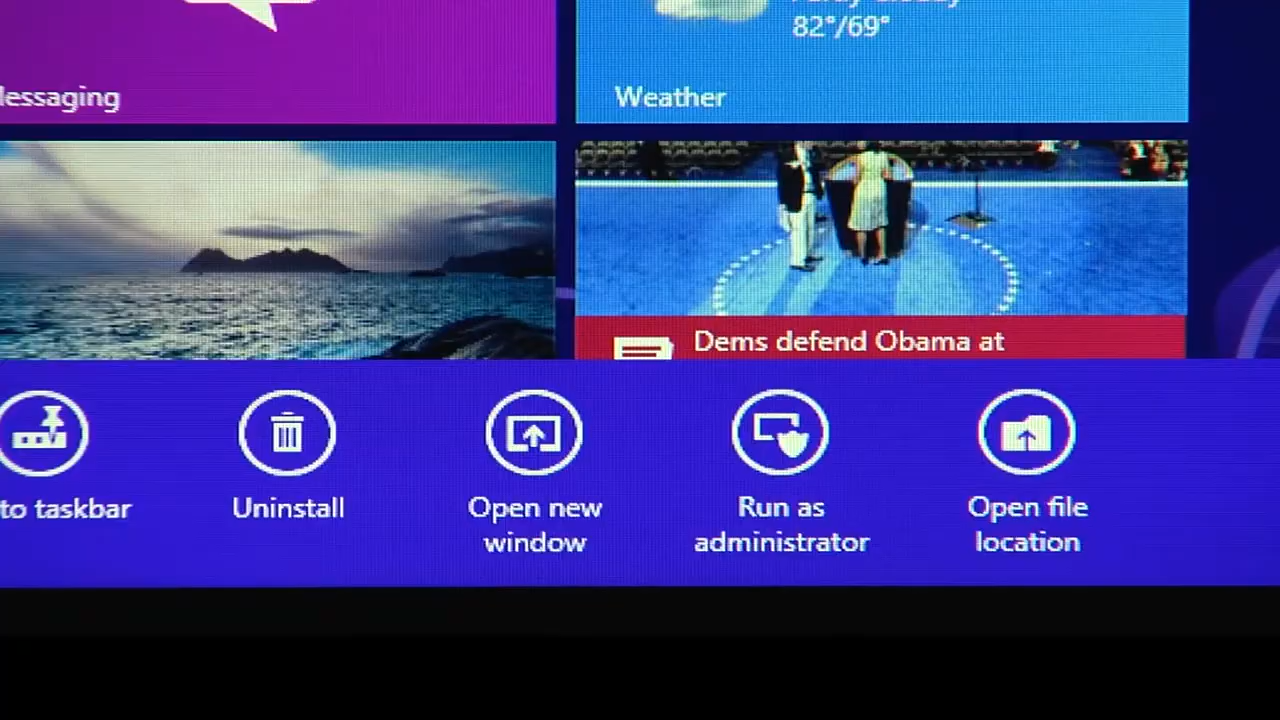 82°/69°
Messaging
Weather
Dems defend Obama at
to taskbar
Uninstall
Open new
window
Run as
administrator
Open file
location